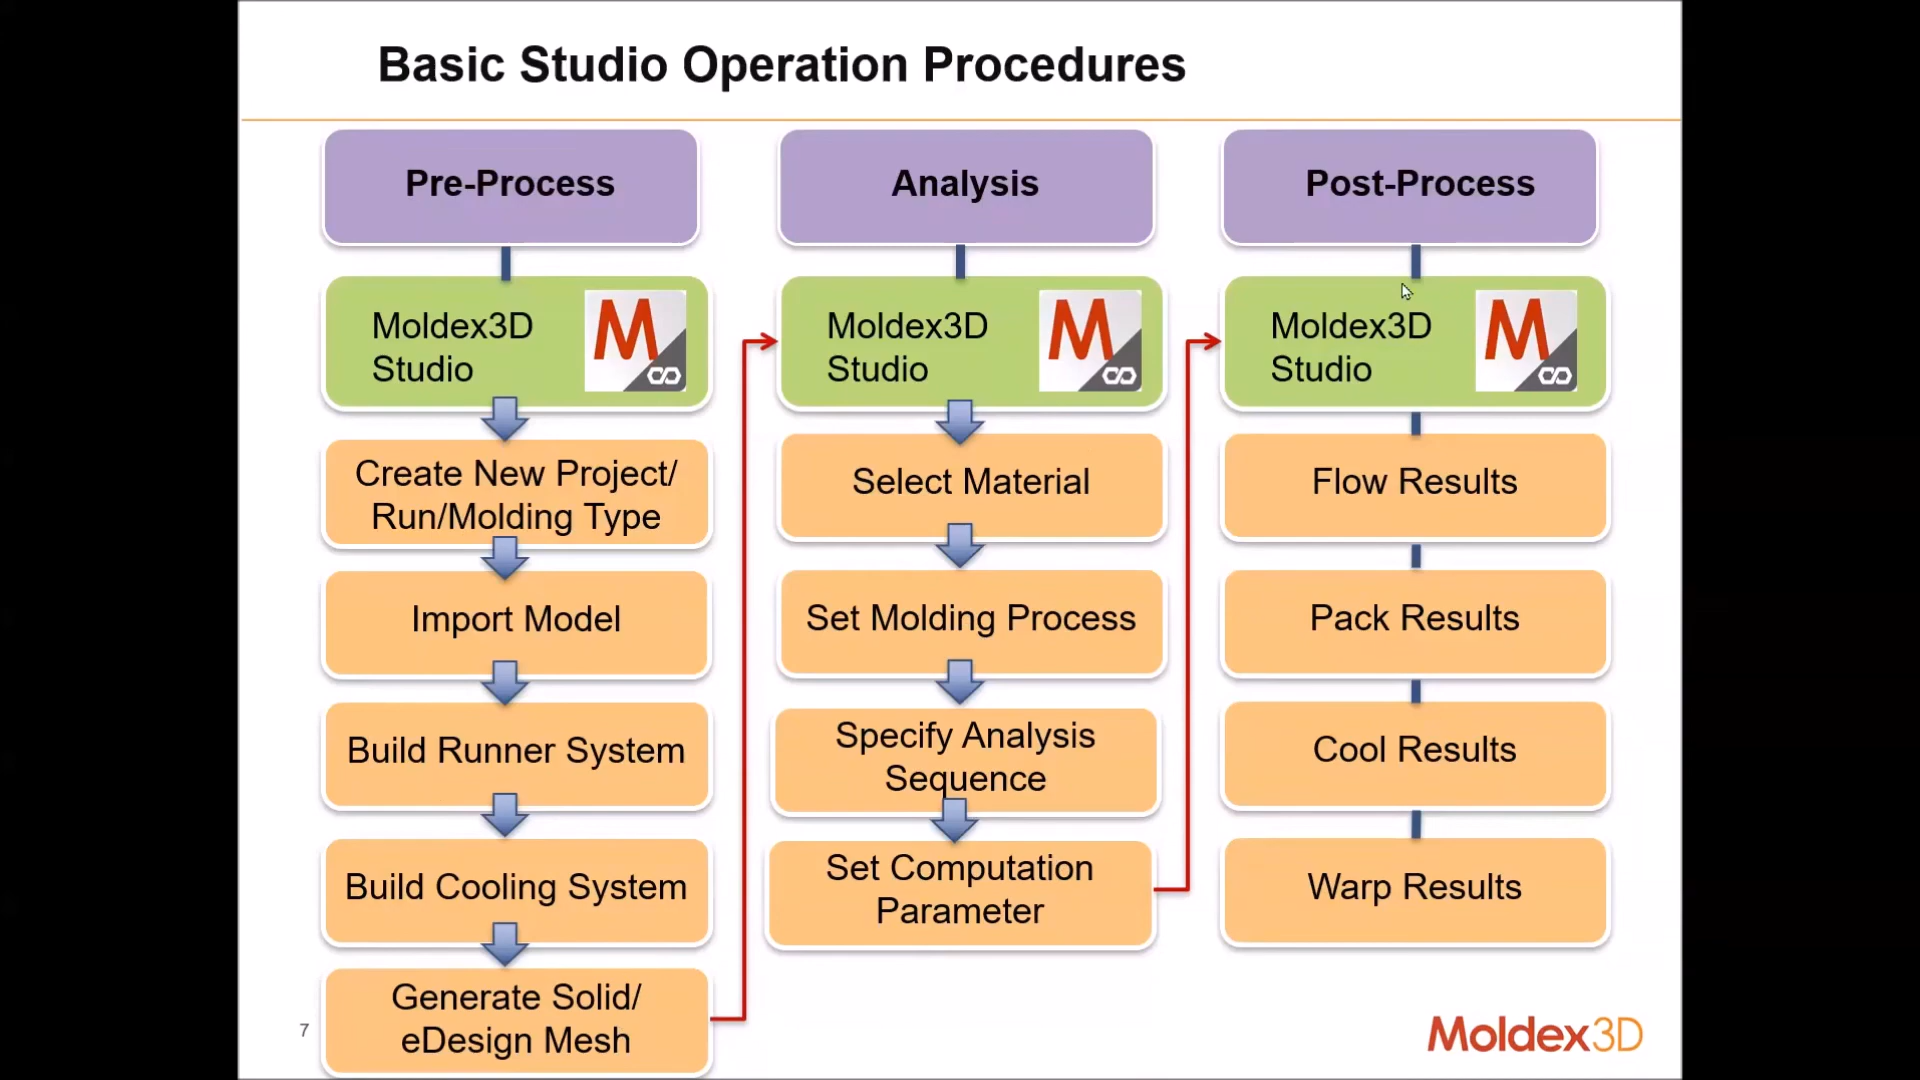 Basic Studio Operation Procedures
Pre-Process
Moldex3D
Studio
M
Create New Project/
Run/Molding Type
Import Model
Build Runner System
Build Cooling System
Generate Solid/
eDesign Mesh
Analysis
Moldex3D
Studio
M
Select Material
Set Molding Process
Specify Analysis
Sequence
Set Computation
Parameter
Post-Process
Moldex3D
Studio
M
Flow Results
Pack Results
Cool Results
Warp Results
7
Moldex3D